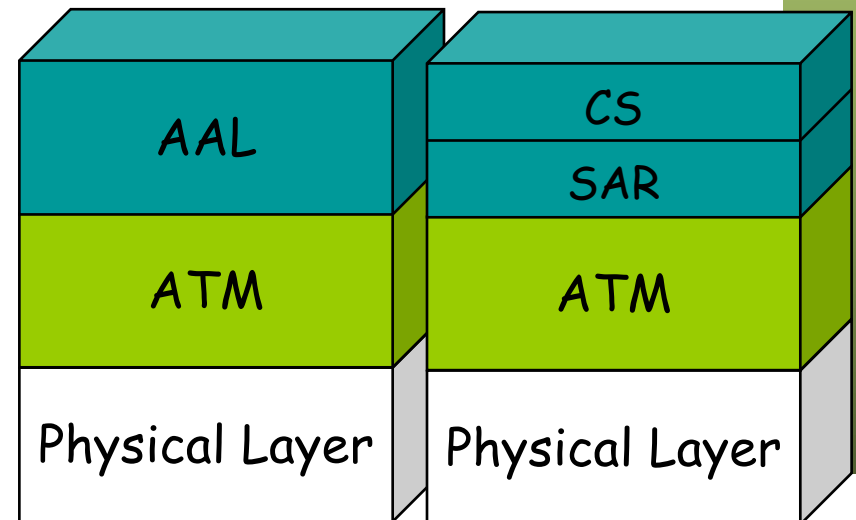 AAL
ATM
Physical Layer
CS
SAR
ATM
Physical Layer